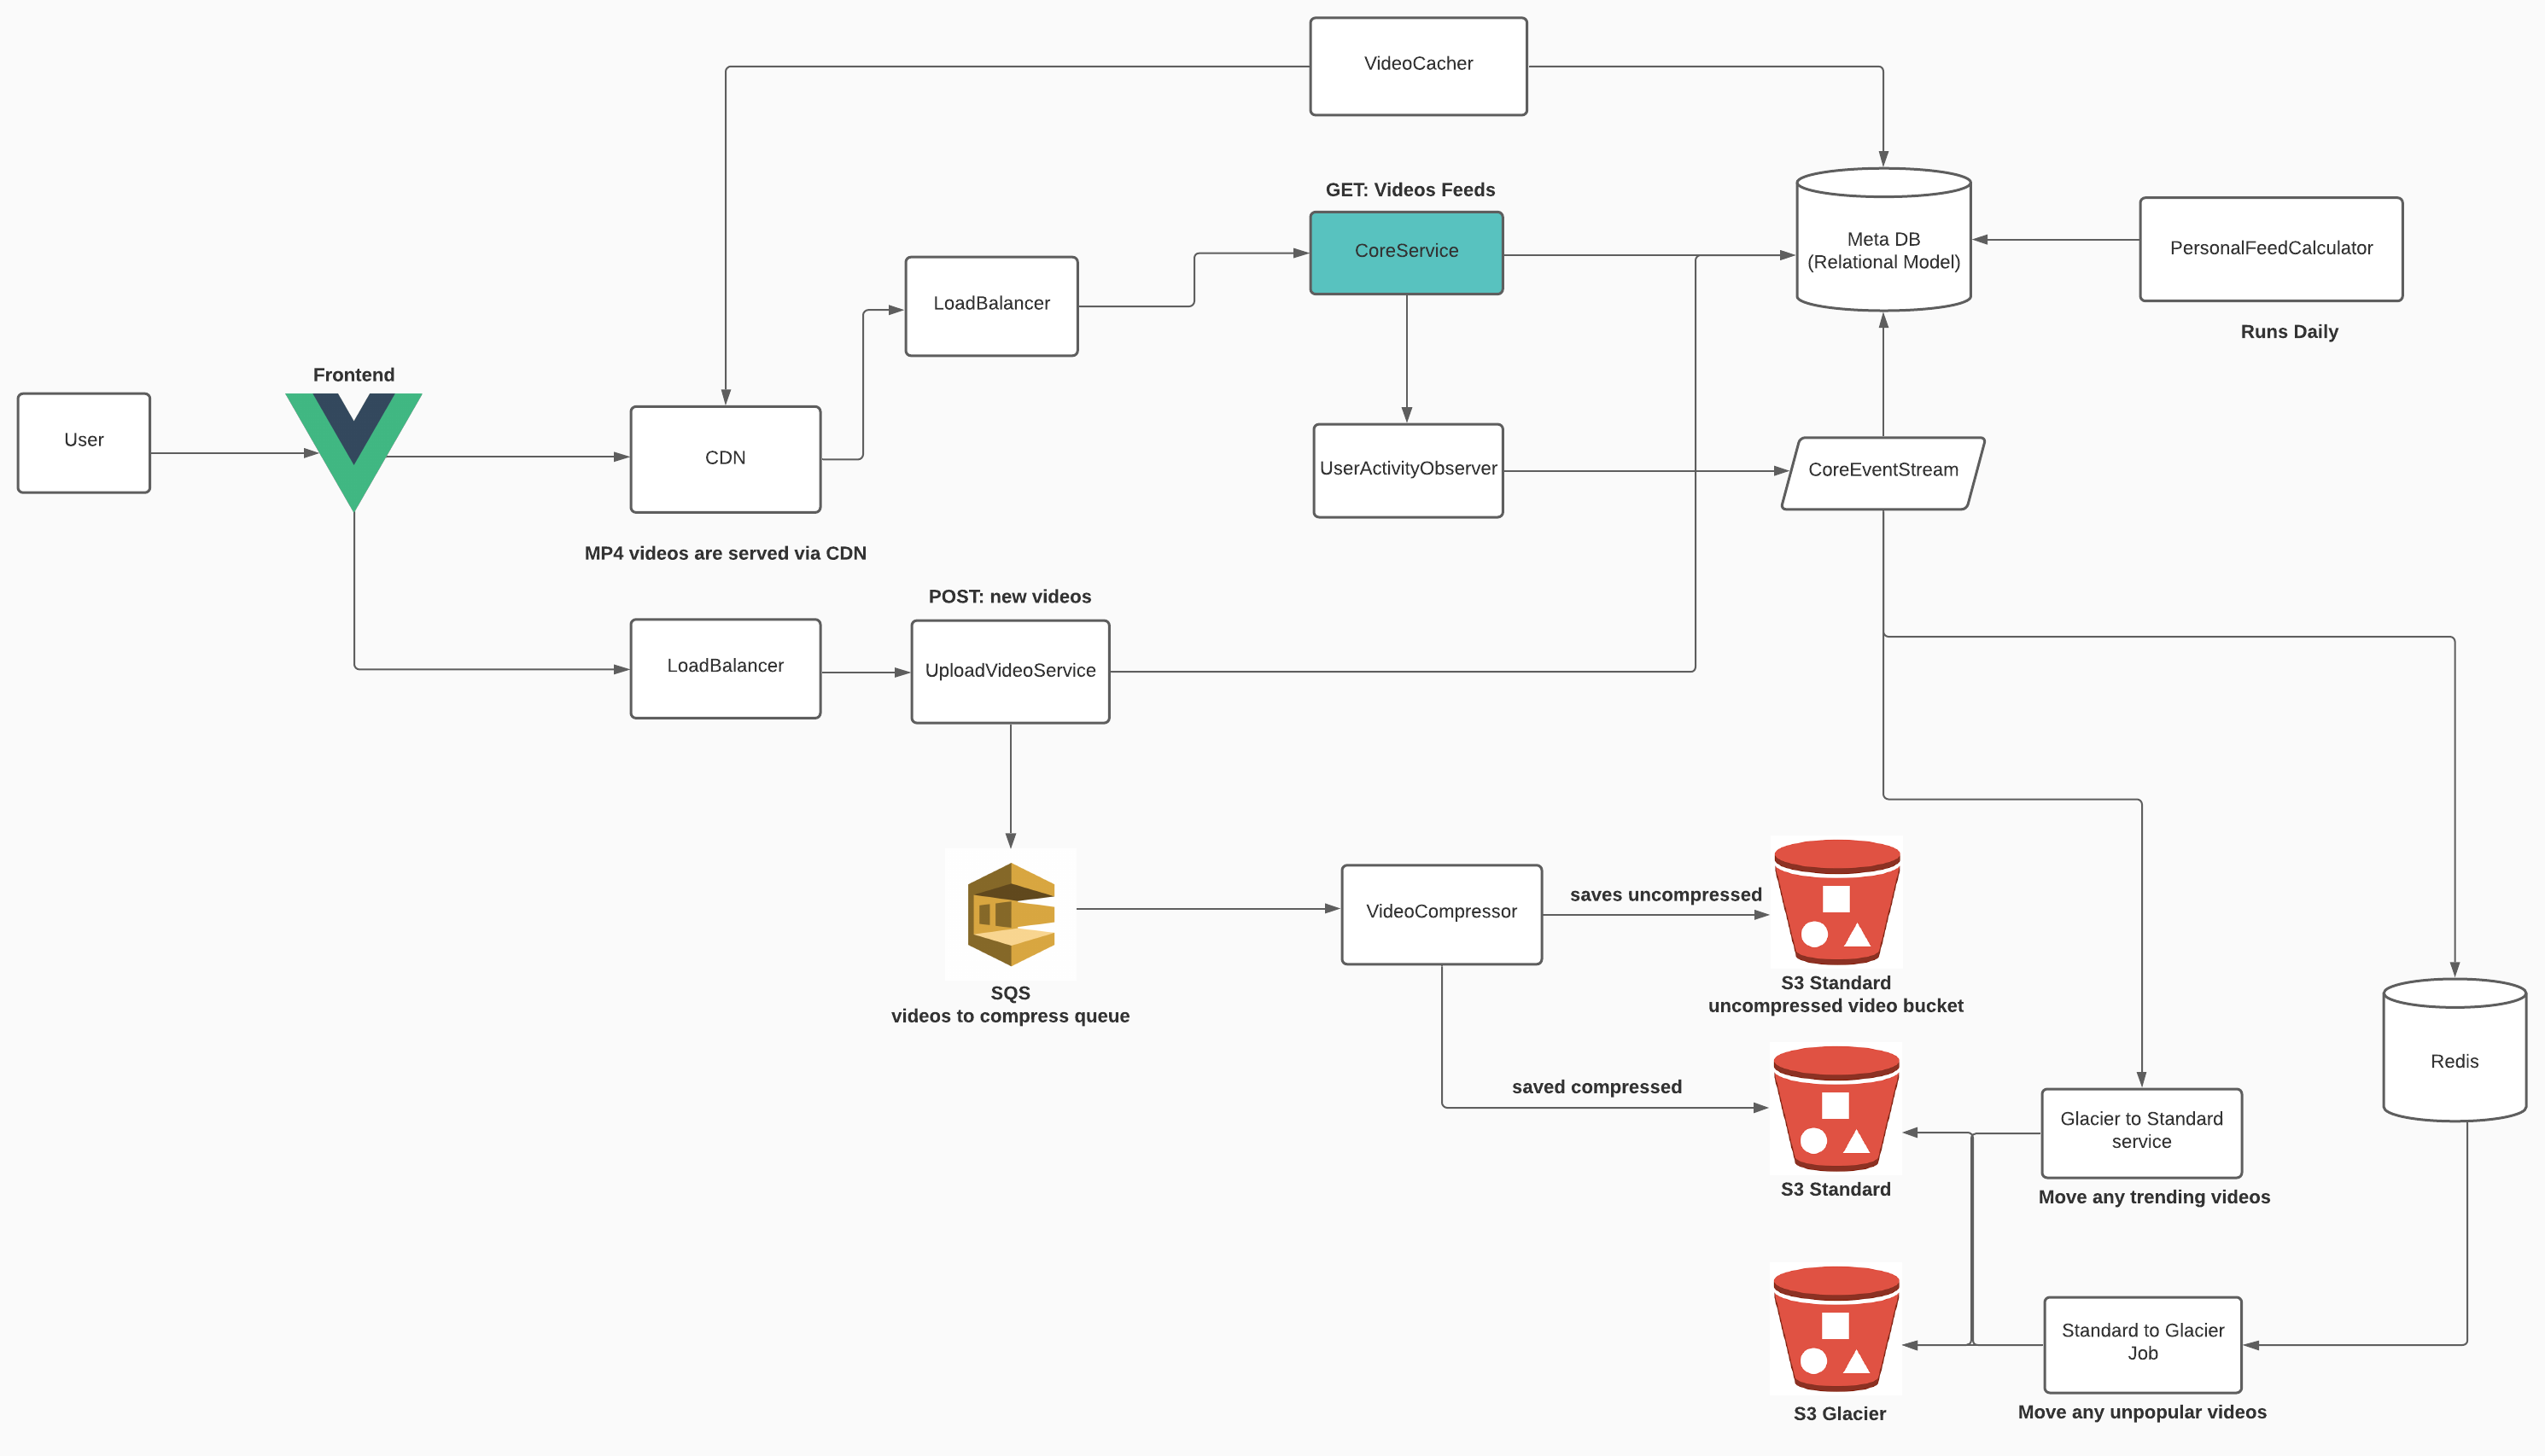 VideoCacher
GET: Videos Feeds
CoreService
Meta DB
(Relational Model)
PersonalFeedCalculator
Runs Daily
LoadBalancer
Frontend
User
CDN
UserActivityObserver
CoreEventStream
MP4 videos are served via CDN
POST: new videos
LoadBalancer
UploadVideoService
SQS
videos to compress queue
VideoCompressor
saves uncompressed
S3 Standard
uncompressed video bucket
saved compressed
S3 Standard
Redis
Glacier to Standard
service
Move any trending videos
Standard to Glacier
Job
Move any unpopular videos
S3 Glacier